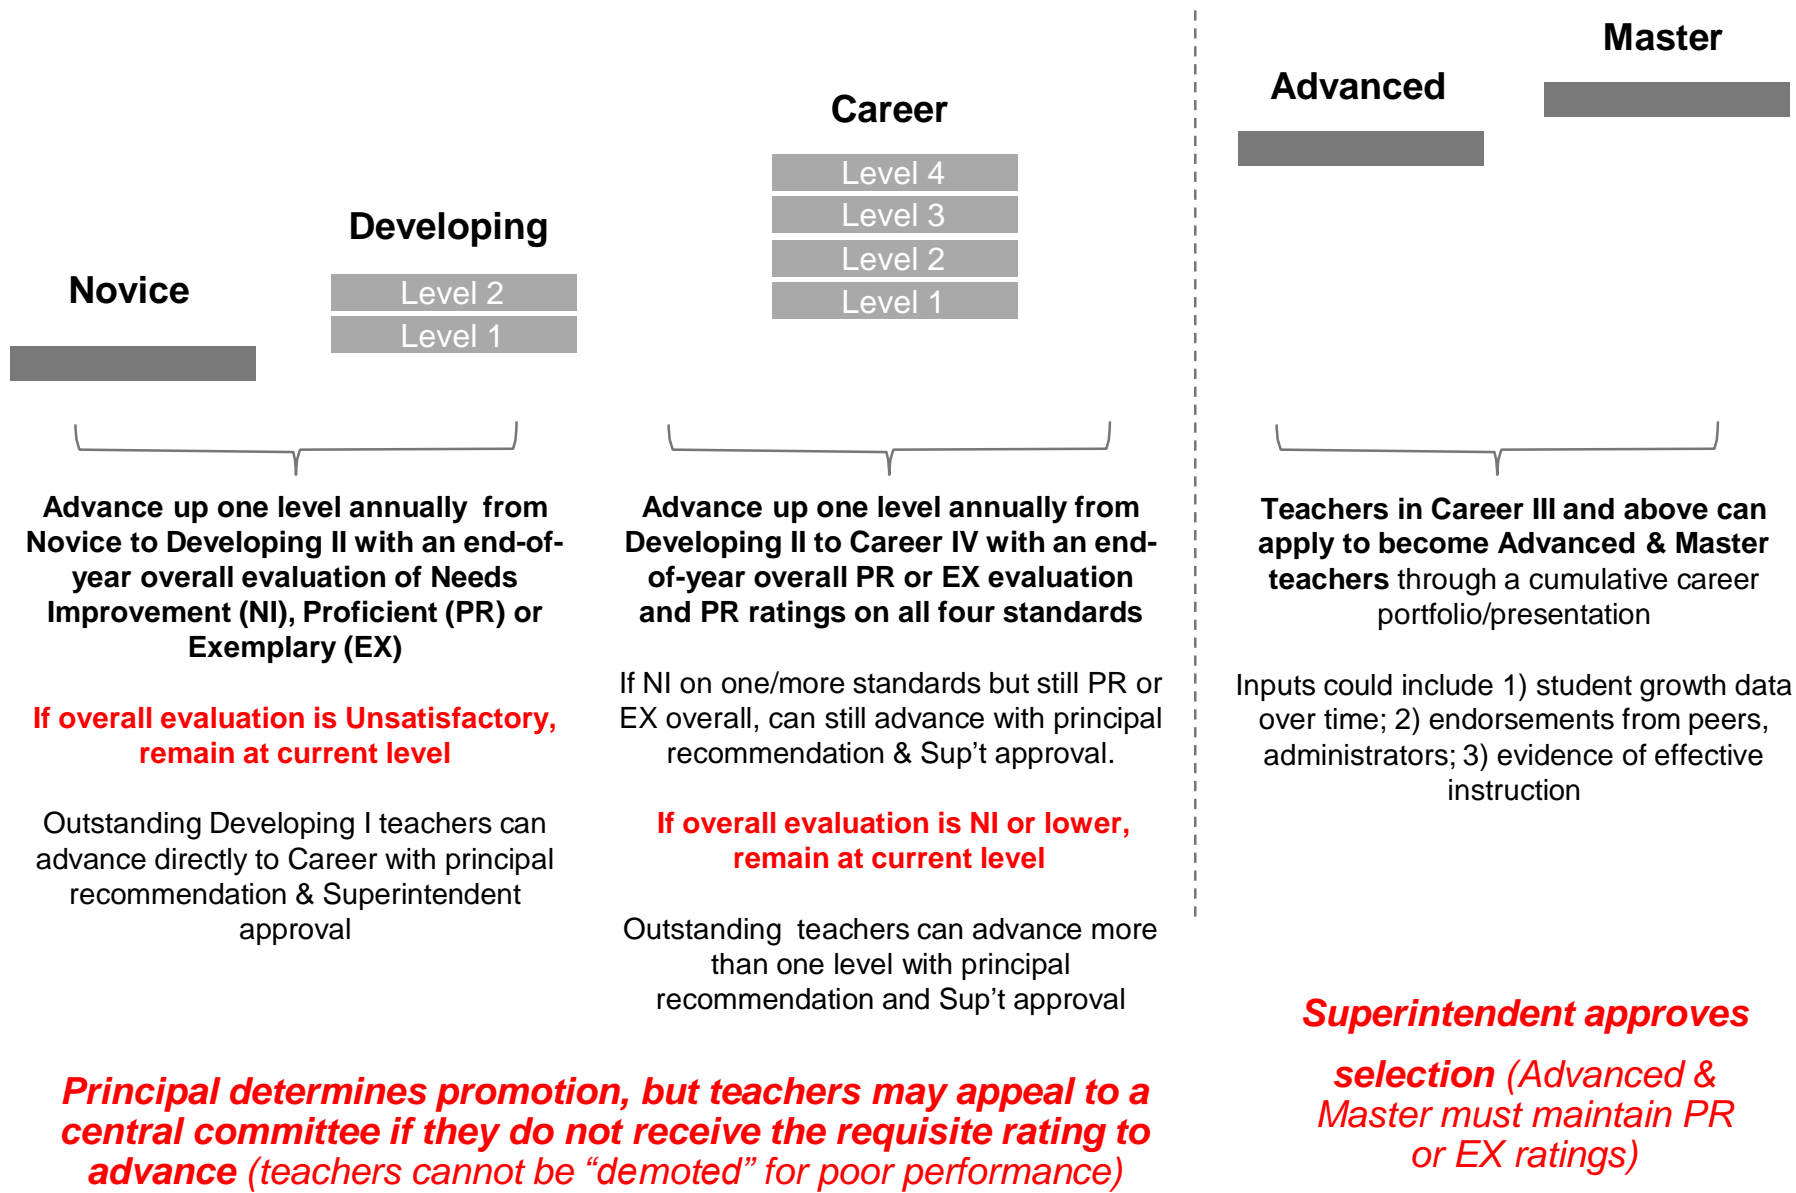 Novice
Developing
Level 2
Level 1
Career
Level 4
Level 3
Level 2
Level 1
Advanced
Master
Advance up one level annually  from
Novice to Developing II with an end-of-
year overall evaluation of Needs
Improvement (NI), Proficient (PR) or
Exemplary (EX)
If overall evaluation is Unsatisfactory,
remain at current level
Outstanding Developing I teachers can
advance directly to Career with principal
recommendation & Superintendent
approval
Advance up one level annually from
Developing II to Career IV with an end-
of-year overall PR or EX evaluation
and PR ratings on all four standards
If NI on one/more standards but still PR or
EX overall, can still advance with principal
recommendation & Sup’t approval.
If overall evaluation is NI or lower,
remain at current level
Outstanding  teachers can advance more
than one level with principal
recommendation and Sup’t approval
Teachers in Career III and above can
apply to become Advanced & Master
teachers through a cumulative career
portfolio/presentation
Inputs could include 1) student growth data
over time; 2) endorsements from peers,
administrators; 3) evidence of effective
instruction
Principal determines promotion, but teachers may appeal to a
central committee if they do not receive the requisite rating to
advance (teachers cannot be “demoted” for poor performance)
Superintendent approves
selection (Advanced &
Master must maintain PR
or EX ratings)